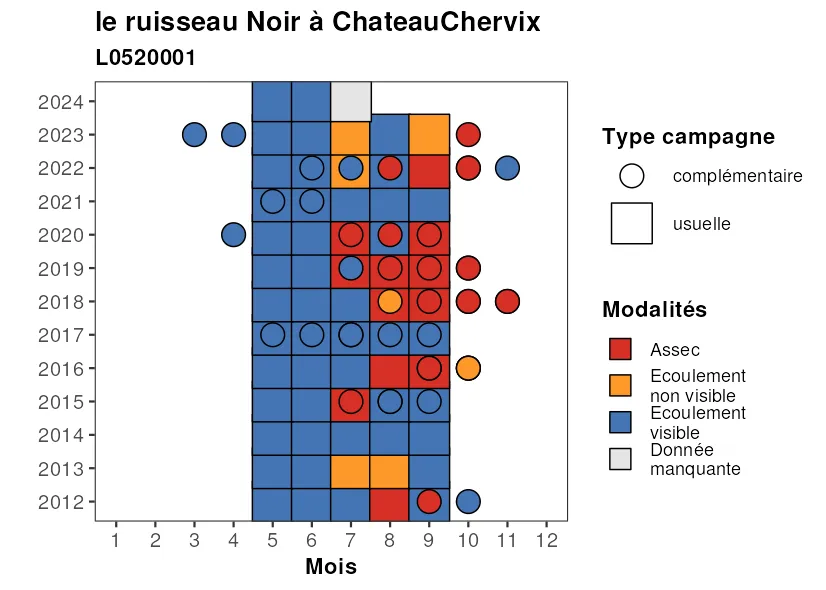 le ruisseau Noir à ChateauChervix
L0520001
2024
2023
2022
2021
2020
2019
2018
2017
2016
2015
2014
2013
2012
1 2 3 4 5 6 7 8 9 10 11 12
Mois
Type campagne
complémentaire
usuelle
Modalités
Assec
Ecoulement
non visible
Ecoulement
visible
Donnée
manquante